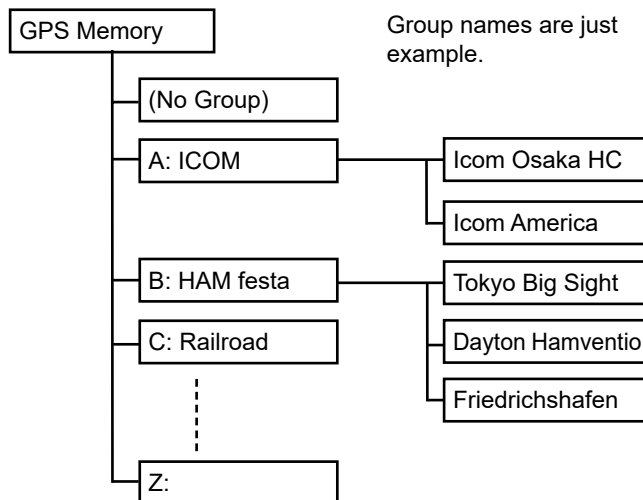 GPS Memory
Group names are just
example.
(No Group)
A: ICOM
Icom Osaka HC
Icom America
B: HAM festa
Tokyo Big Sight
C: Railroad
Dayton Hamventio
Friedrichshafen
Z: